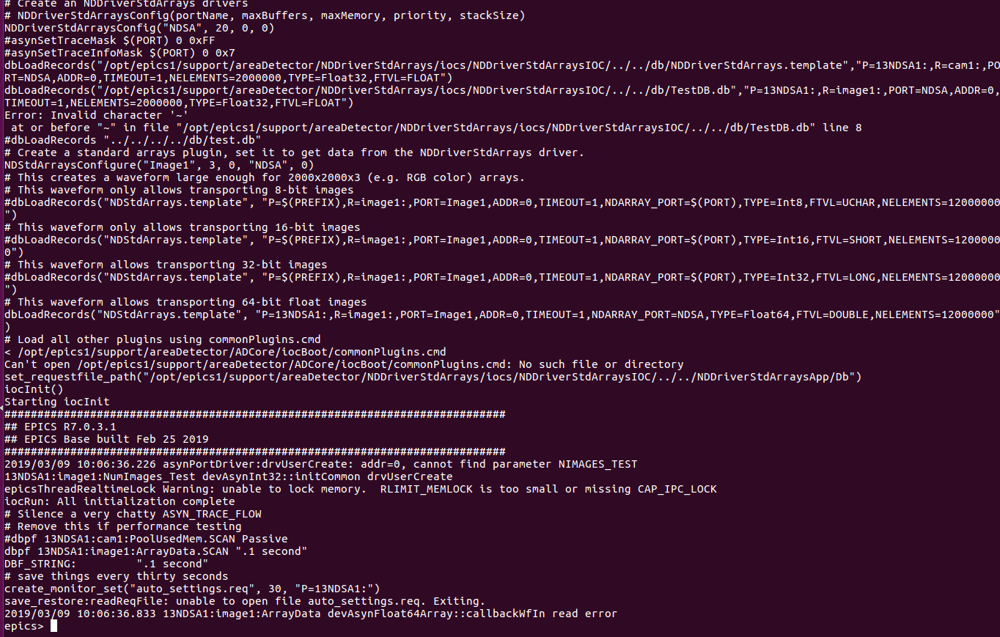 # Create an NDDriverStdArrays drivers
# NDDriverStdArraysConfig(portName, maxBuffers, maxMemory, priority, stackSize)
NDDriverStdArraysConfig("NDSA", 20, 0, 0)
#asynSetTraceMask $(PORT) 0 0xFF
#asynSetTraceInfoMask $(PORT) 0 0x7
dbLoadRecords("/opt/epics1/support/areaDetector/NDDriverStdArrays/iocs/NDDriverStdArraysIOC/../../db/NDDriverStdArrays.template","P=13NDSA1:,R=cam1:,PO
RT=NDSA,ADDR=0,TIMEOUT=1,NELEMENTS=2000000,TYPE=Float32,FTVL=FLOAT")
dbLoadRecords("/opt/epics1/support/areaDetector/NDDriverStdArrays/iocs/NDDriverStdArraysIOC/../../db/TestDB.db","P=13NDSA1:,R=image1:,PORT=NDSA,ADDR=0,
TIMEOUT=1,NELEMENTS=2000000,TYPE=Float32,FTVL=FLOAT")
Error: Invalid character '~'
 at or before "~" in file "/opt/epics1/support/areaDetector/NDDriverStdArrays/iocs/NDDriverStdArraysIOC/../../db/TestDB.db" line 8
#dbLoadRecords "../../../../db/test.db"
# Create a standard arrays plugin, set it to get data from the NDDriverStdArrays driver.
NDStdArraysConfigure("Image1", 3, 0, "NDSA", 0)
# This creates a waveform large enough for 2000x2000x3 (e.g. RGB color) arrays.
# This waveform only allows transporting 8-bit images
#dbLoadRecords("NDStdArrays.template", "P=$(PREFIX),R=image1:,PORT=Image1,ADDR=0,TIMEOUT=1,NDARRAY_PORT=$(PORT),TYPE=Int8,FTVL=UCHAR,NELEMENTS=12000000
")
# This waveform only allows transporting 16-bit images
#dbLoadRecords("NDStdArrays.template", "P=$(PREFIX),R=image1:,PORT=Image1,ADDR=0,TIMEOUT=1,NDARRAY_PORT=$(PORT),TYPE=Int16,FTVL=SHORT,NELEMENTS=1200000
0")
# This waveform allows transporting 32-bit images
#dbLoadRecords("NDStdArrays.template", "P=$(PREFIX),R=image1:,PORT=Image1,ADDR=0,TIMEOUT=1,NDARRAY_PORT=$(PORT),TYPE=Int32,FTVL=LONG,NELEMENTS=12000000
")
# This waveform allows transporting 64-bit float images
dbLoadRecords("NDStdArrays.template", "P=13NDSA1:,R=image1:,PORT=Image1,ADDR=0,TIMEOUT=1,NDARRAY_PORT=NDSA,TYPE=Float64,FTVL=DOUBLE,NELEMENTS=12000000"
)
# Load all other plugins using commonPlugins.cmd
< /opt/epics1/support/areaDetector/ADCore/iocBoot/commonPlugins.cmd
Can't open /opt/epics1/support/areaDetector/ADCore/iocBoot/commonPlugins.cmd: No such file or directory
set_requestfile_path("/opt/epics1/support/areaDetector/NDDriverStdArrays/iocs/NDDriverStdArraysIOC/../../NDDriverStdArraysApp/Db")
iocInit()
Starting iocInit
############################################################################
## EPICS R7.0.3.1
## EPICS Base built Feb 25 2019
############################################################################
2019/03/09 10:06:36.226 asynPortDriver:drvUserCreate: addr=0, cannot find parameter NIMAGES_TEST
13NDSA1:image1:NumImages_Test devAsynInt32::initCommon drvUserCreate
epicsThreadRealtimeLock Warning: unable to lock memory.  RLIMIT_MEMLOCK is too small or missing CAP_IPC_LOCK
iocRun: All initialization complete
# Silence a very chatty ASYN_TRACE_FLOW
# Remove this if performance testing
#dbpf 13NDSA1:cam1:PoolUsedMem.SCAN Passive
dbpf 13NDSA1:image1:ArrayData.SCAN ".1 second"
DBF_STRING:         ".1 second"
# save things every thirty seconds
create_monitor_set("auto_settings.req", 30, "P=13NDSA1:")
save_restore:readReqFile: unable to open file auto_settings.req. Exiting.
2019/03/09 10:06:36.833 13NDSA1:image1:ArrayData devAsynFloat64Array::callbackWfIn read error
epics>